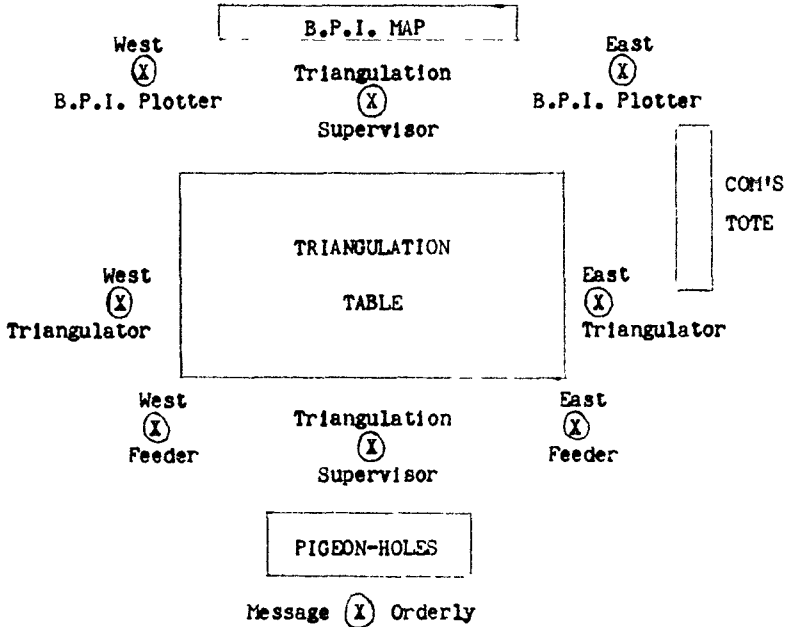 B.P.I. MAP
West
(X)
B.P.I. Plotter
Triangulation
(X)
Supervisor
East
(X)
B.P.I. Plotter
COM'S
TOTE
TRIANGULATION
TABLE
West
(X)
Triangulator
East
(X)
Triangulator
West
(X)
Feeder
Triangulation
(X)
Supervisor
East
(X)
Feeder
PIGEON-HOLES
Message (X) Orderly